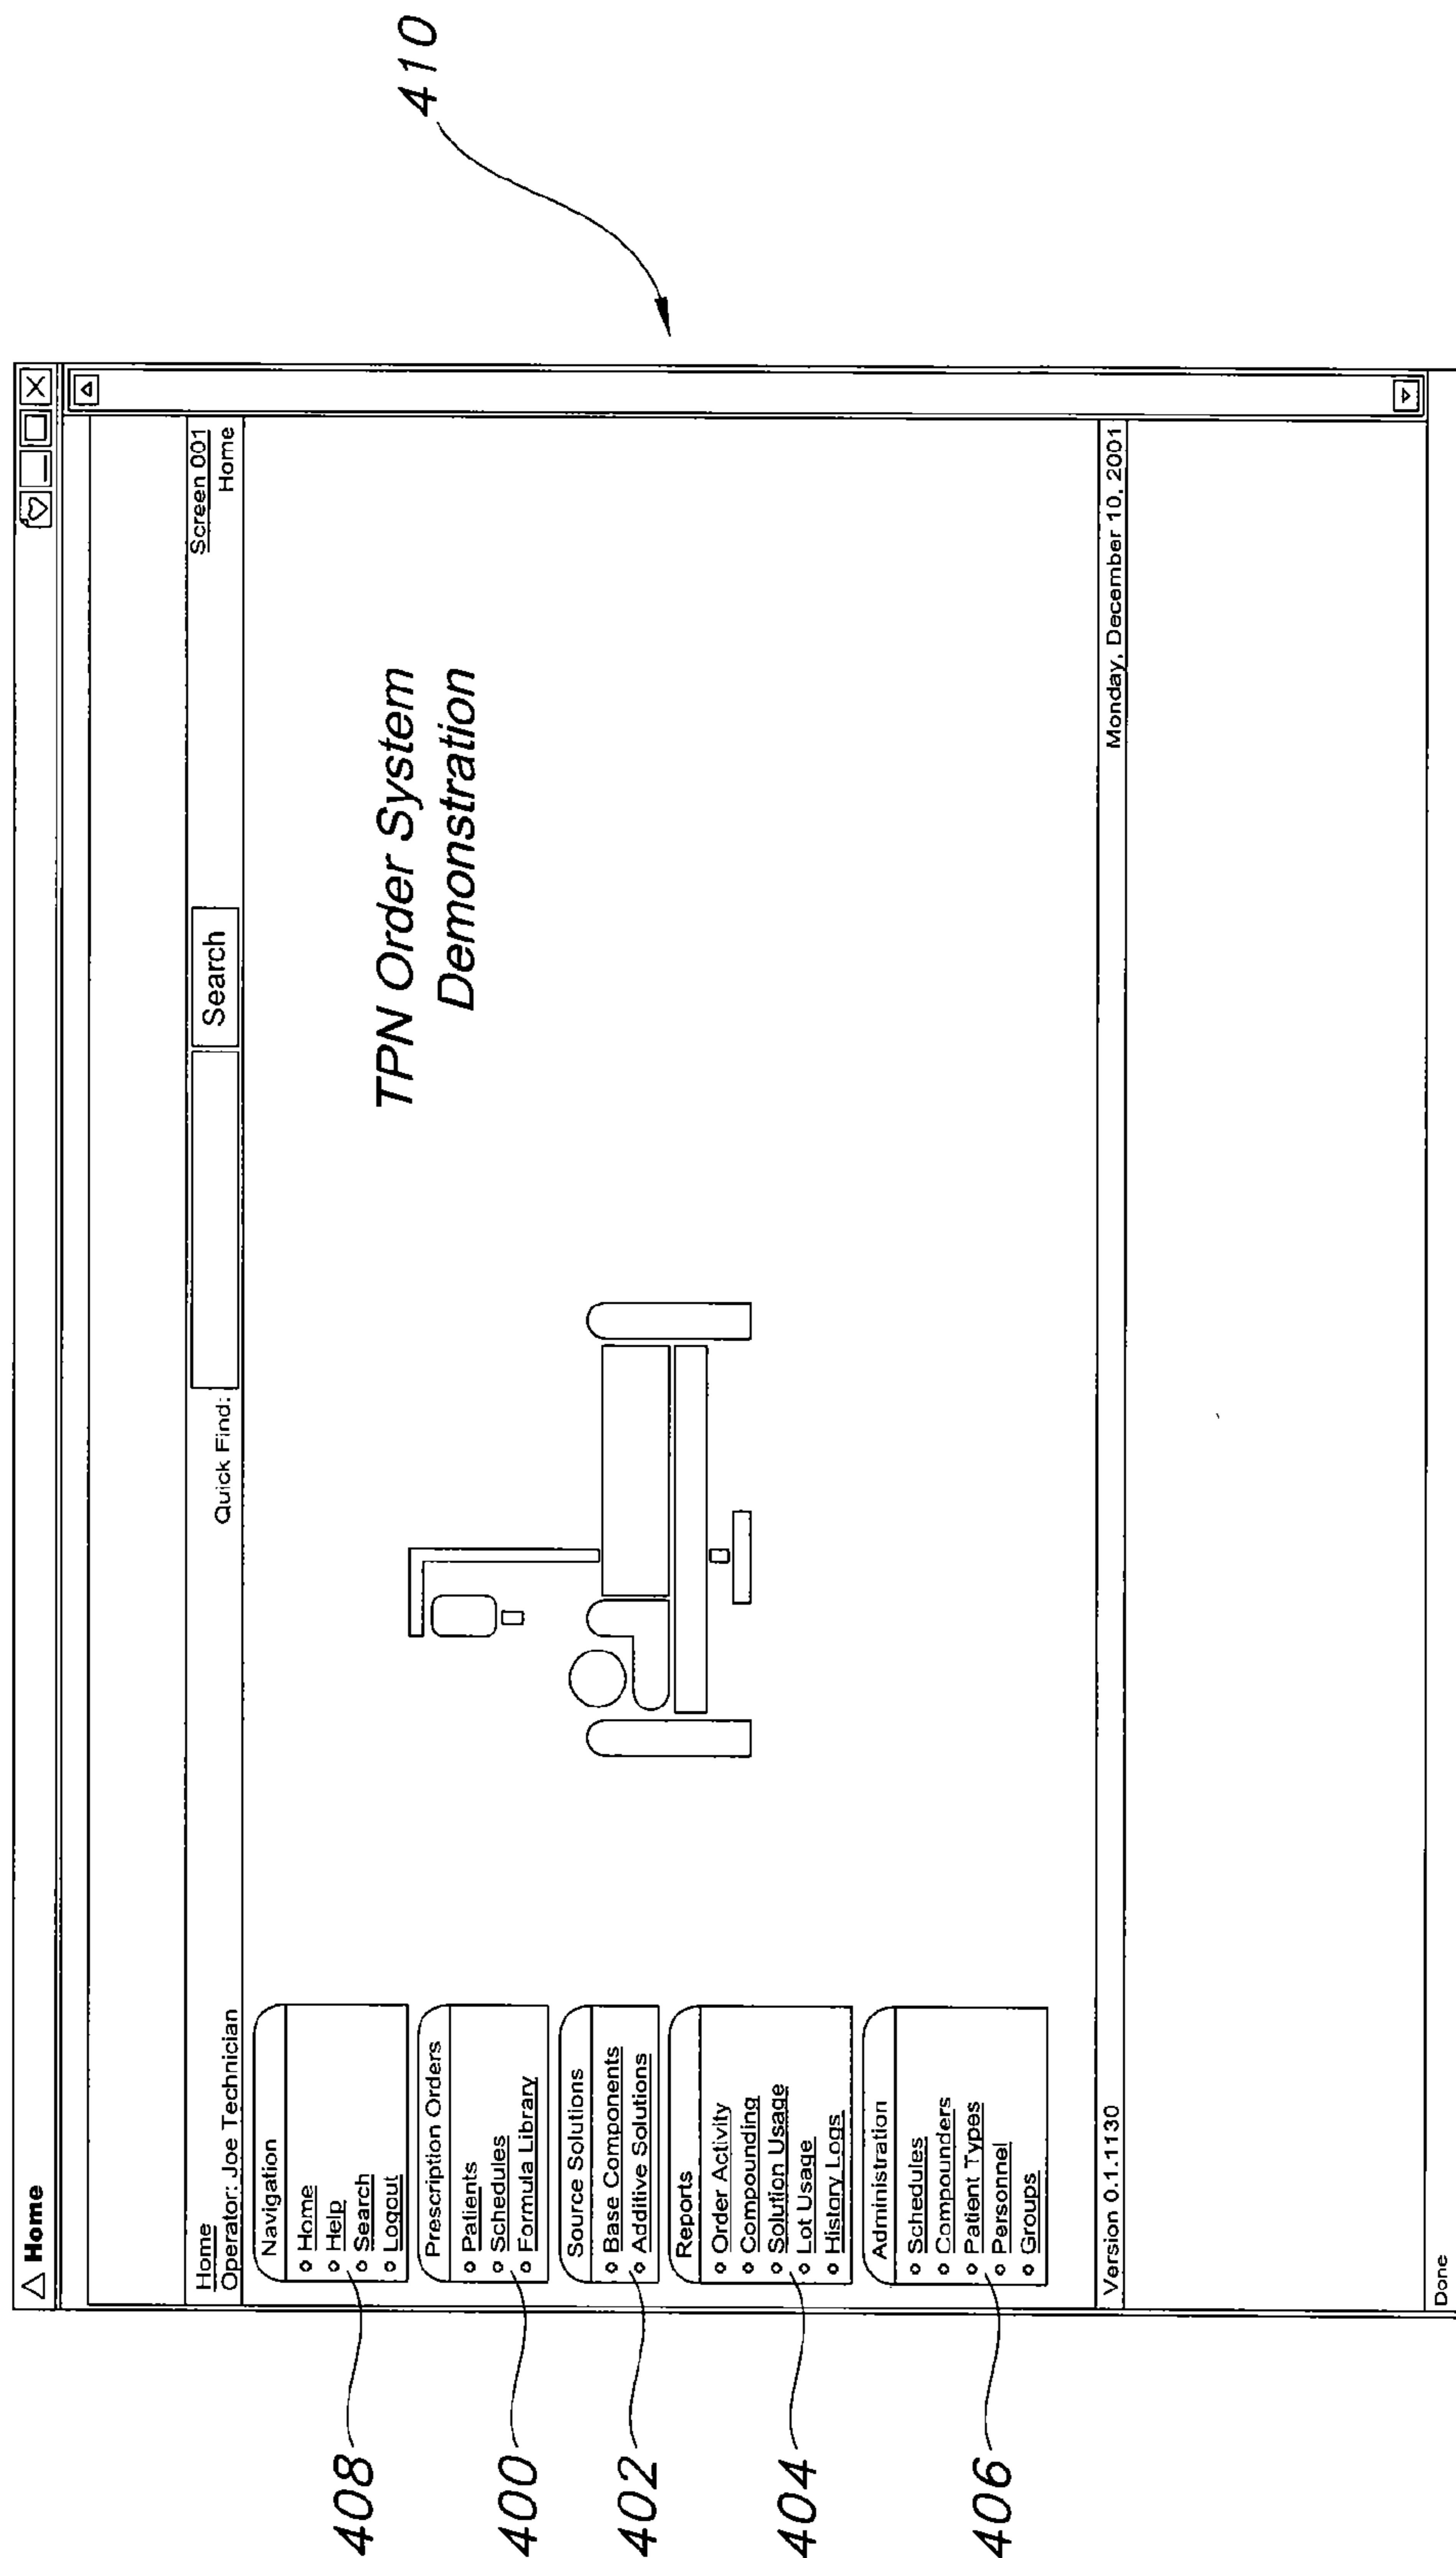 Home
Home
Operator: Joe Technician
Quick Find:
Search
Screen 001
Home
Navigation
Home
Help
Search
Logout
Prescription Orders
Patients
Schedules
Formula Library
Source Solutions
Base Components
Additive Solutions
Reports
Order Activity
Compounding
Solution Usage
Lot Usage
History Logs
Administration
Schedules
Compounders
Patient Types
Personnel
Groups
TPN Order System
Demonstration
Version 0.1.1130
Monday, December 10, 2001
Done
408
400
402
404
406
410